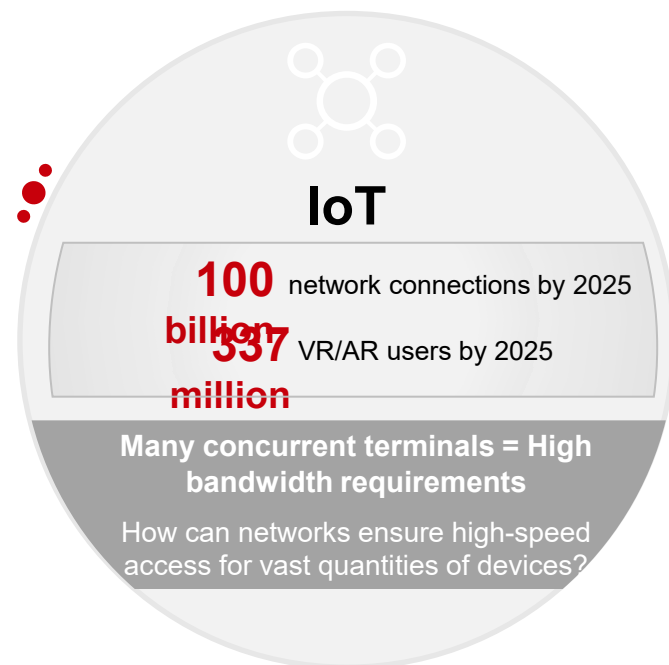 IoT
100 network connections by 2025
billion
337 VR/AR users by 2025
million
Many concurrent terminals = High
bandwidth requirements
How can networks ensure high-speed
access for vast quantities of devices?